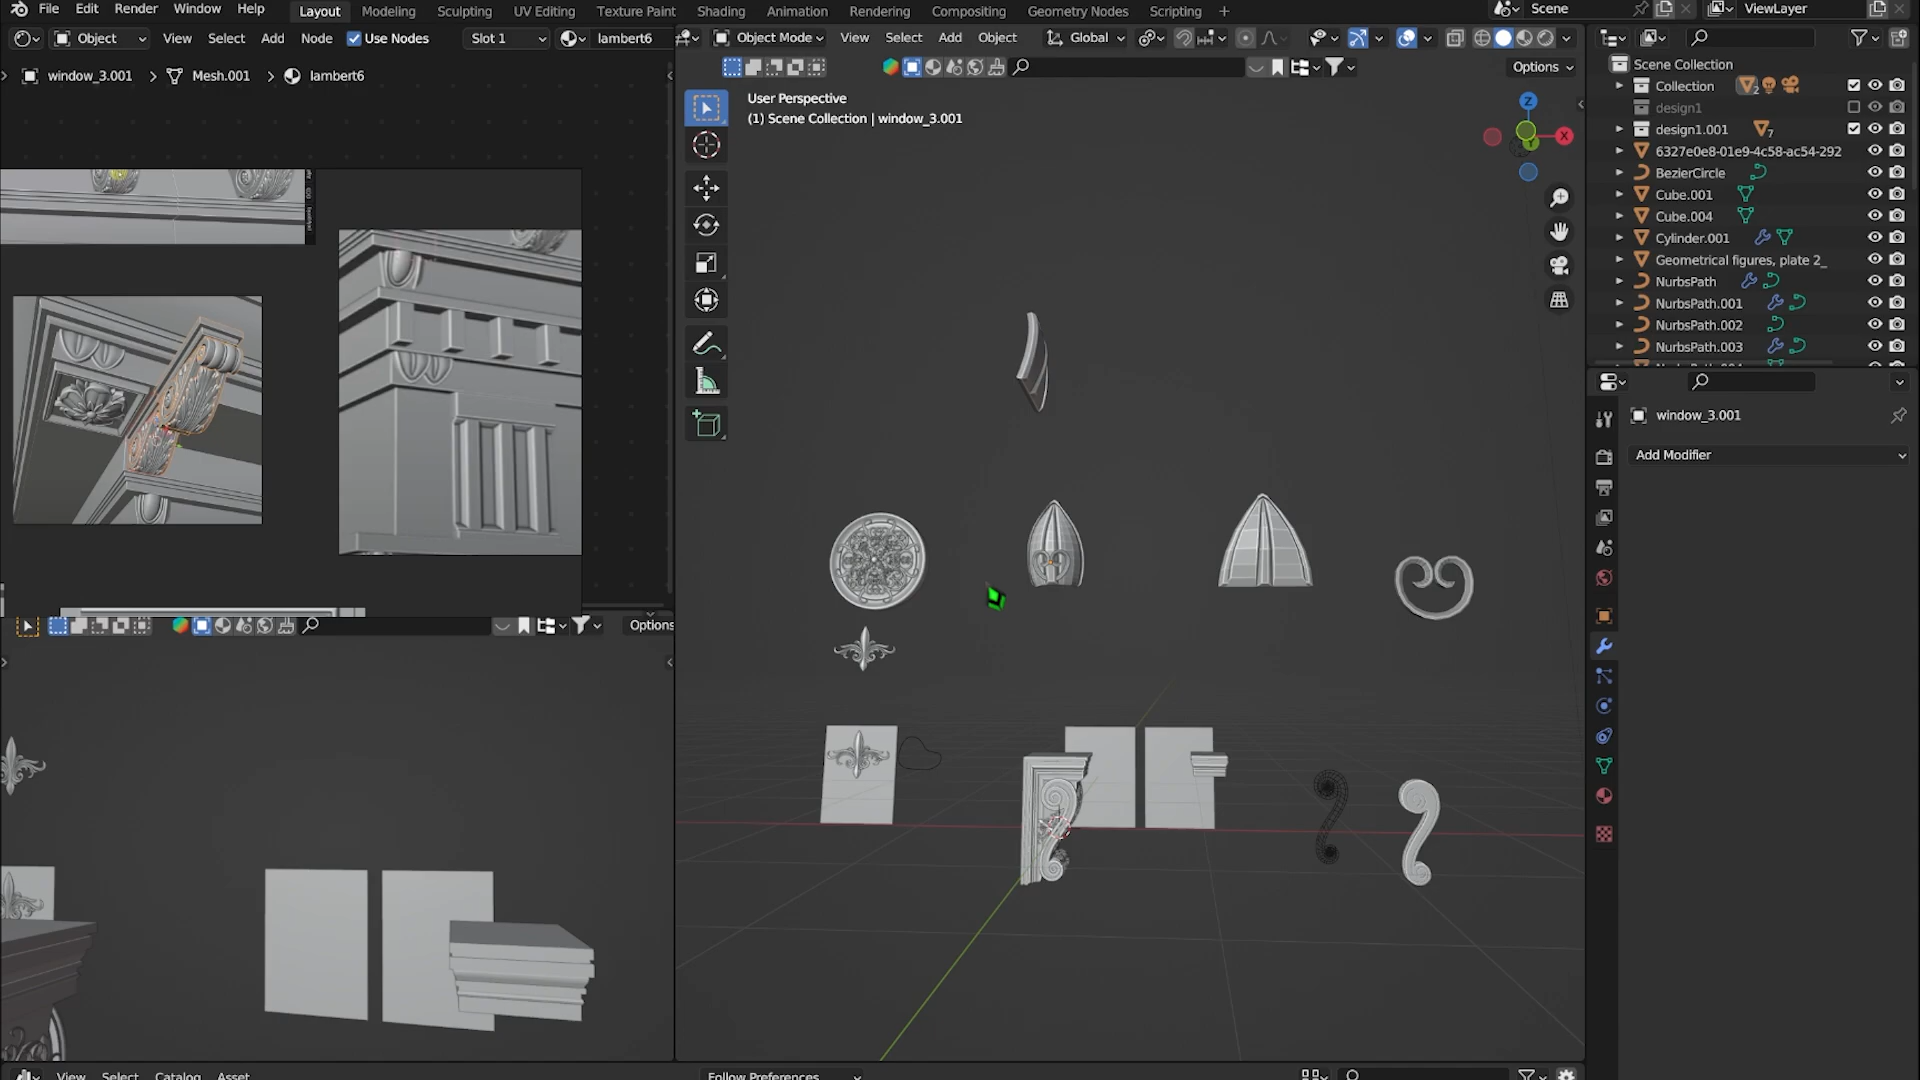 File Edit Render Window Help Layout Modeling Sculpting UV Editing Texture Paint Shading Animation Rendering Compositing Geometry Nodes Scripting + Scene ViewLayer
Object View Select Add Node Use Nodes Slot 1 lambert6
Object Mode View Select Add Object Global
window_3.001 > Mesh.001 > lambert6
Options
User Perspective
(1) Scene Collection | window_3.001
Z
X
Y
Scene Collection
Collection 2
design1
design1.001 7
6327e0e8-01e9-4c58-ac54-292
BezierCircle
Cube.001
Cube.004
Cylinder.001
Geometrical figures, plate 2_
NurbsPath
NurbsPath.001
NurbsPath.002
NurbsPath.003
window_3.001
Add Modifier
Options
View Select Catalog Asset
Follow Preferences